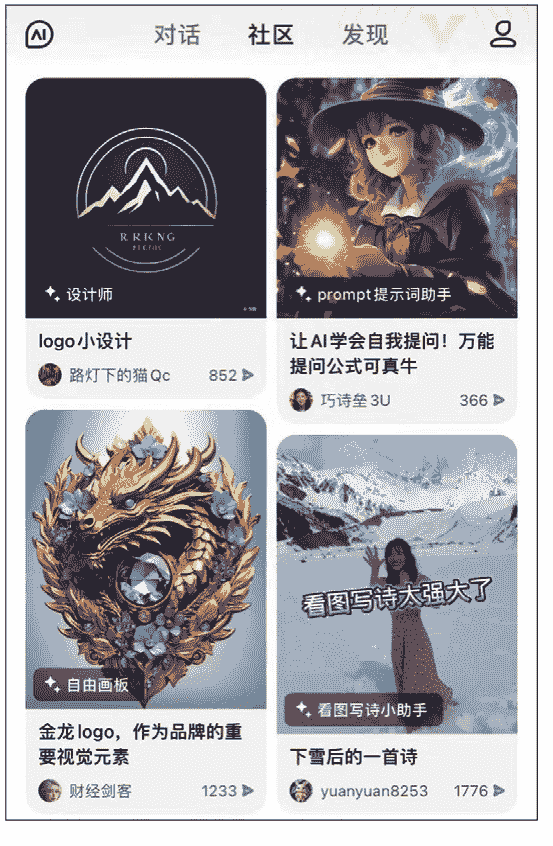 AI
对话
社区
发现
设计师
logo小设计
路灯下的猫Qc
852
prompt提示词助手
让AI学会自我提问！万能
提问公式可真牛
巧诗垒3U
366
自由画板
金龙logo，作为品牌的重
要视觉元素
财经剑客
1233
看图写诗太强大了
看图写诗小助手
下雪后的一首诗
yuanyuan8253
1776